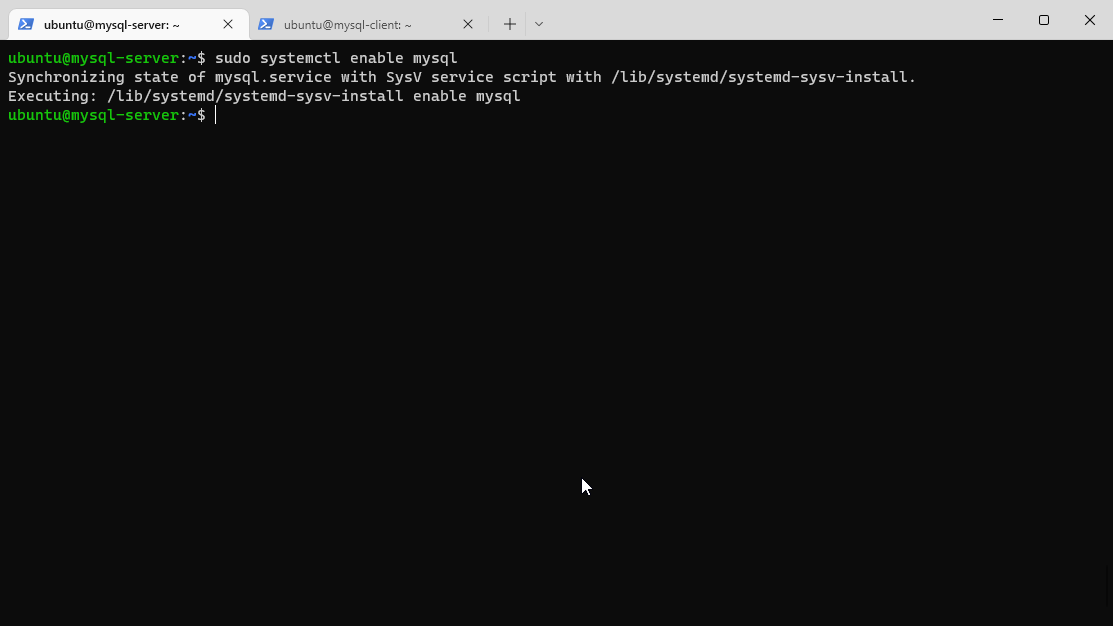 ubuntu@mysql-server: ~
ubuntu@mysql-client: ~
ubuntu@mysql-server:~$ sudo systemctl enable mysql
Synchronizing state of mysql.service with SysV service script with /lib/systemd/systemd-sysv-install.
Executing: /lib/systemd/systemd-sysv-install enable mysql
ubuntu@mysql-server:~$